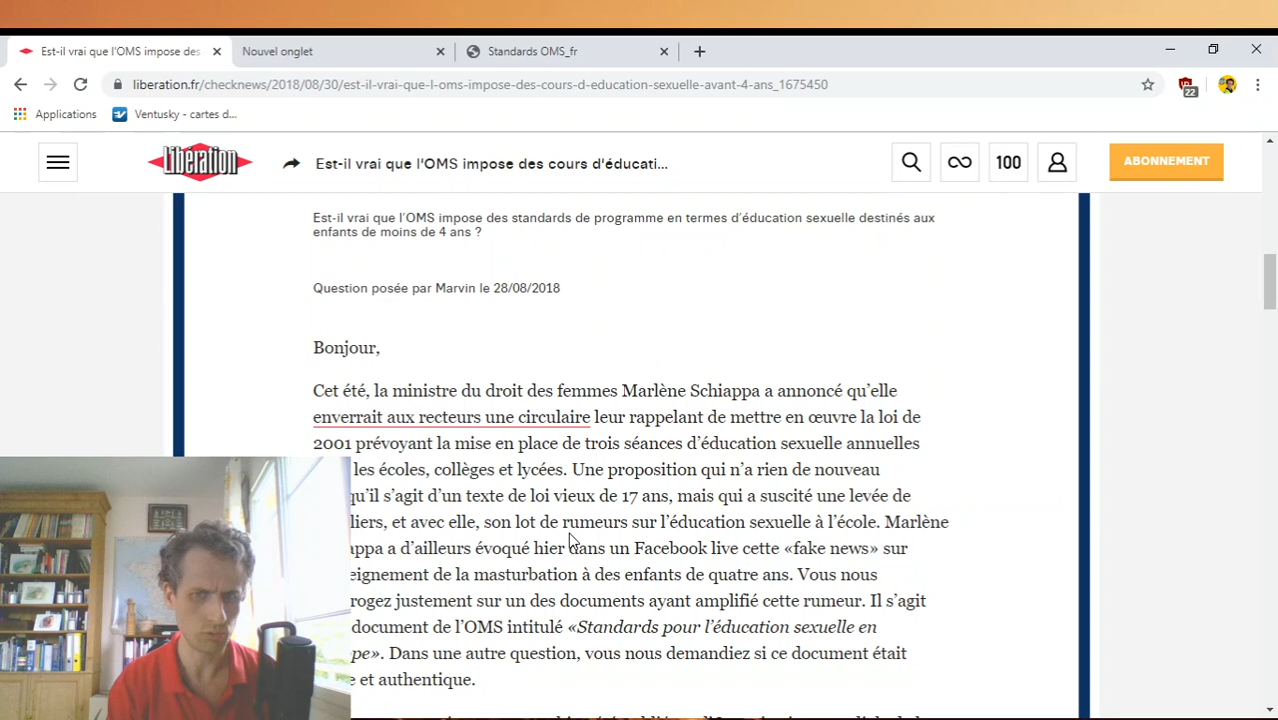 Est-il vrai que l'OMS impose des
Nouvel onglet
Standards OMS_fr
liberation.fr/checknews/2018/08/30/est-il-vrai-que-l-oms-impose-des-cours-d-education-sexuelle-avant-4-ans_1675450
22
Applications
Ventusky - cartes d...
Libération
Est-il vrai que l'OMS impose des cours d'éducati...
100
ABONNEMENT
Est-il vrai que l'OMS impose des standards de programme en termes d'éducation sexuelle destinés aux
enfants de moins de 4 ans ?
Question posée par Marvin le 28/08/2018
Bonjour,
Cet été, la ministre du droit des femmes Marlène Schiappa a annoncé qu'elle
enverrait aux recteurs une circulaire leur rappelant de mettre en œuvre la loi de
2001 prévoyant la mise en place de trois séances d'éducation sexuelle annuelles
les écoles, collèges et lycées. Une proposition qui n'a rien de nouveau
qu'il s'agit d'un texte de loi vieux de 17 ans, mais qui a suscité une levée de
liers, et avec elle, son lot de rumeurs sur l'éducation sexuelle à l'école. Marlène
appa a d'ailleurs évoqué hier dans un Facebook live cette «fake news» sur
eignement de la masturbation à des enfants de quatre ans. Vous nous
rogez justement sur un des documents ayant amplifié cette rumeur. Il s'agit
document de l'OMS intitulé «Standards pour l'éducation sexuelle en
pe». Dans une autre question, vous nous demandiez si ce document était
e et authentique.